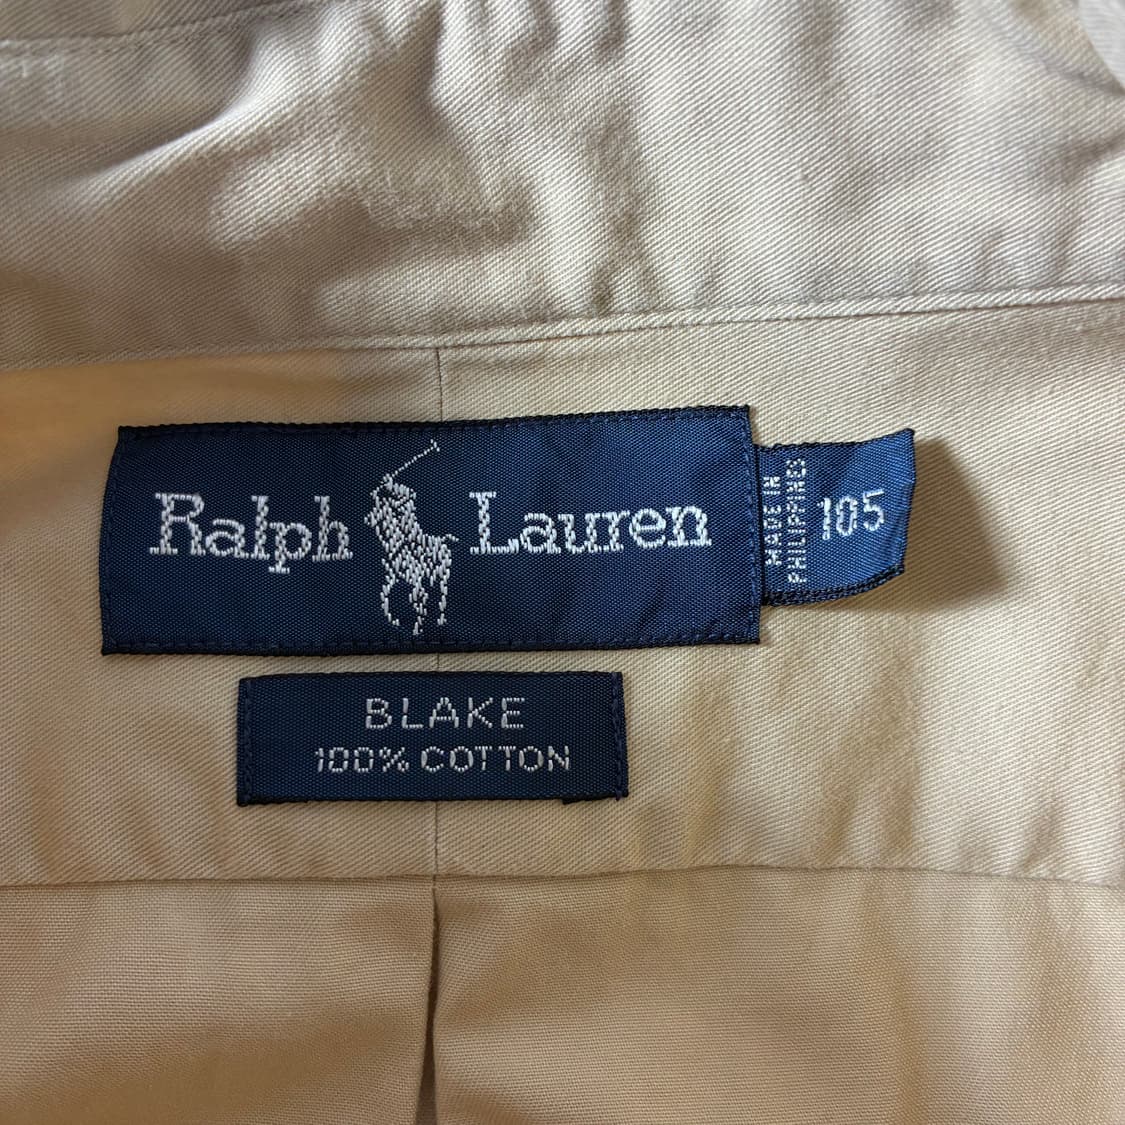 Ralph Lauren
MADE IN
PHILIPPINES
105
BLAKE
100% COTTON